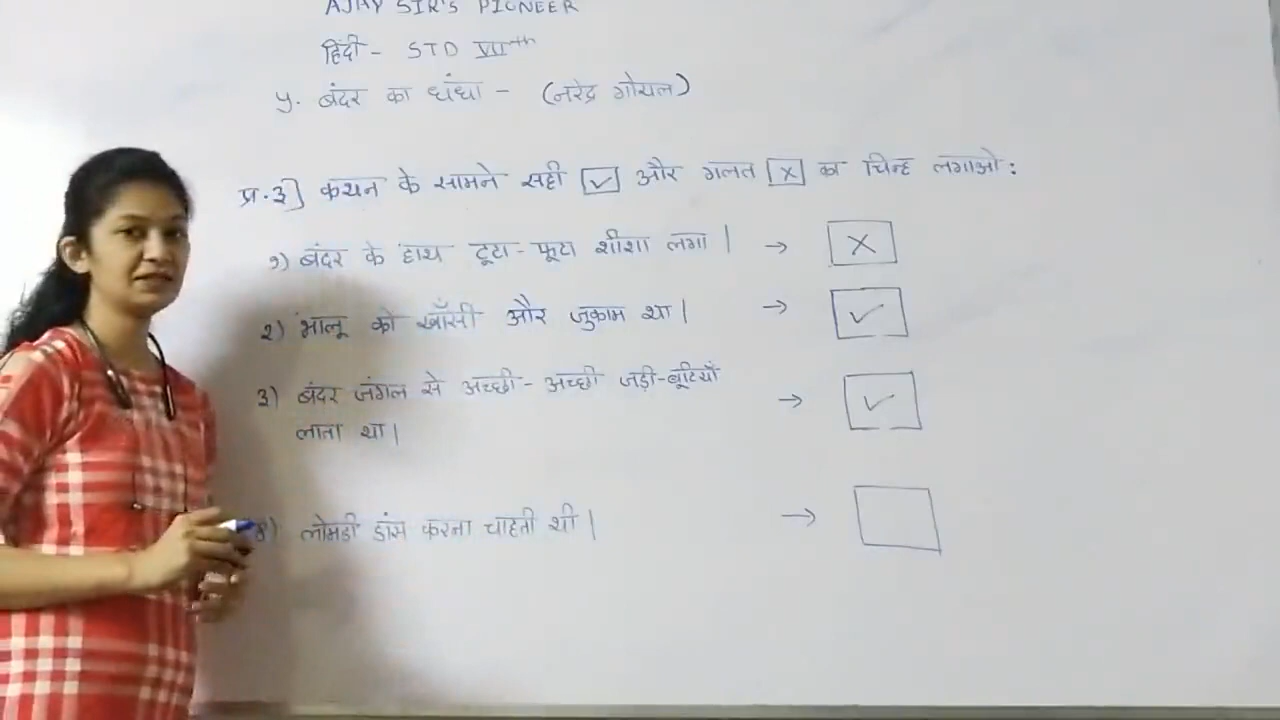 AJAY SIR'S PIONEER
हिंदी - STD VIIth
५. बंदर का धंधा - (नरेंद्र गोयल)
प्र.३] कथन के सामने सही ✓ और गलत × का चिन्ह लगाओ :
१) बंदर के हाथ टूटा-फूटा शीशा लगा | → ×
२) भालू को खाँसी और जुकाम था | → ✓
३) बंदर जंगल से अच्छी-अच्छी जड़ी-बूटियाँ → ✓
लाता था |
४) लोमडी डांस करना चाहती थी | →